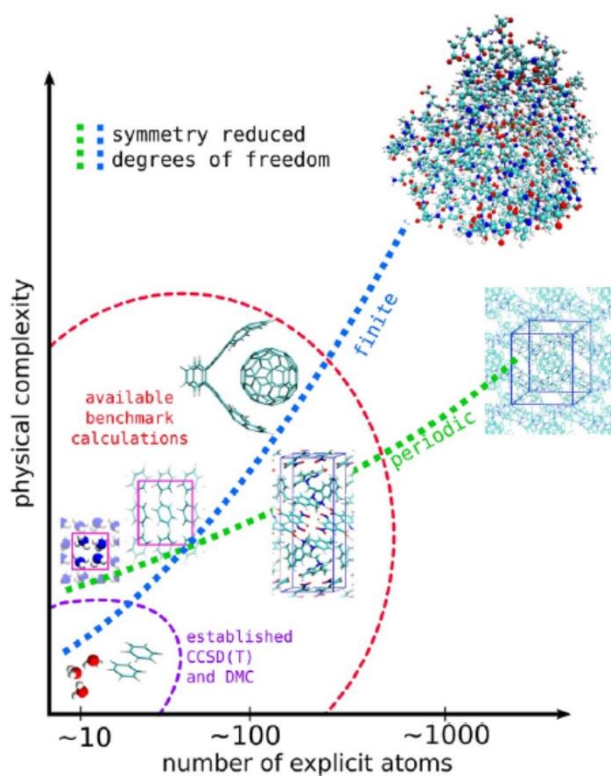 symmetry reduced
degrees of freedom
physical complexity
finite
periodic
available
benchmark
calculations
established
CCSD(T)
and DMC
~10
~100
~1000
number of explicit atoms